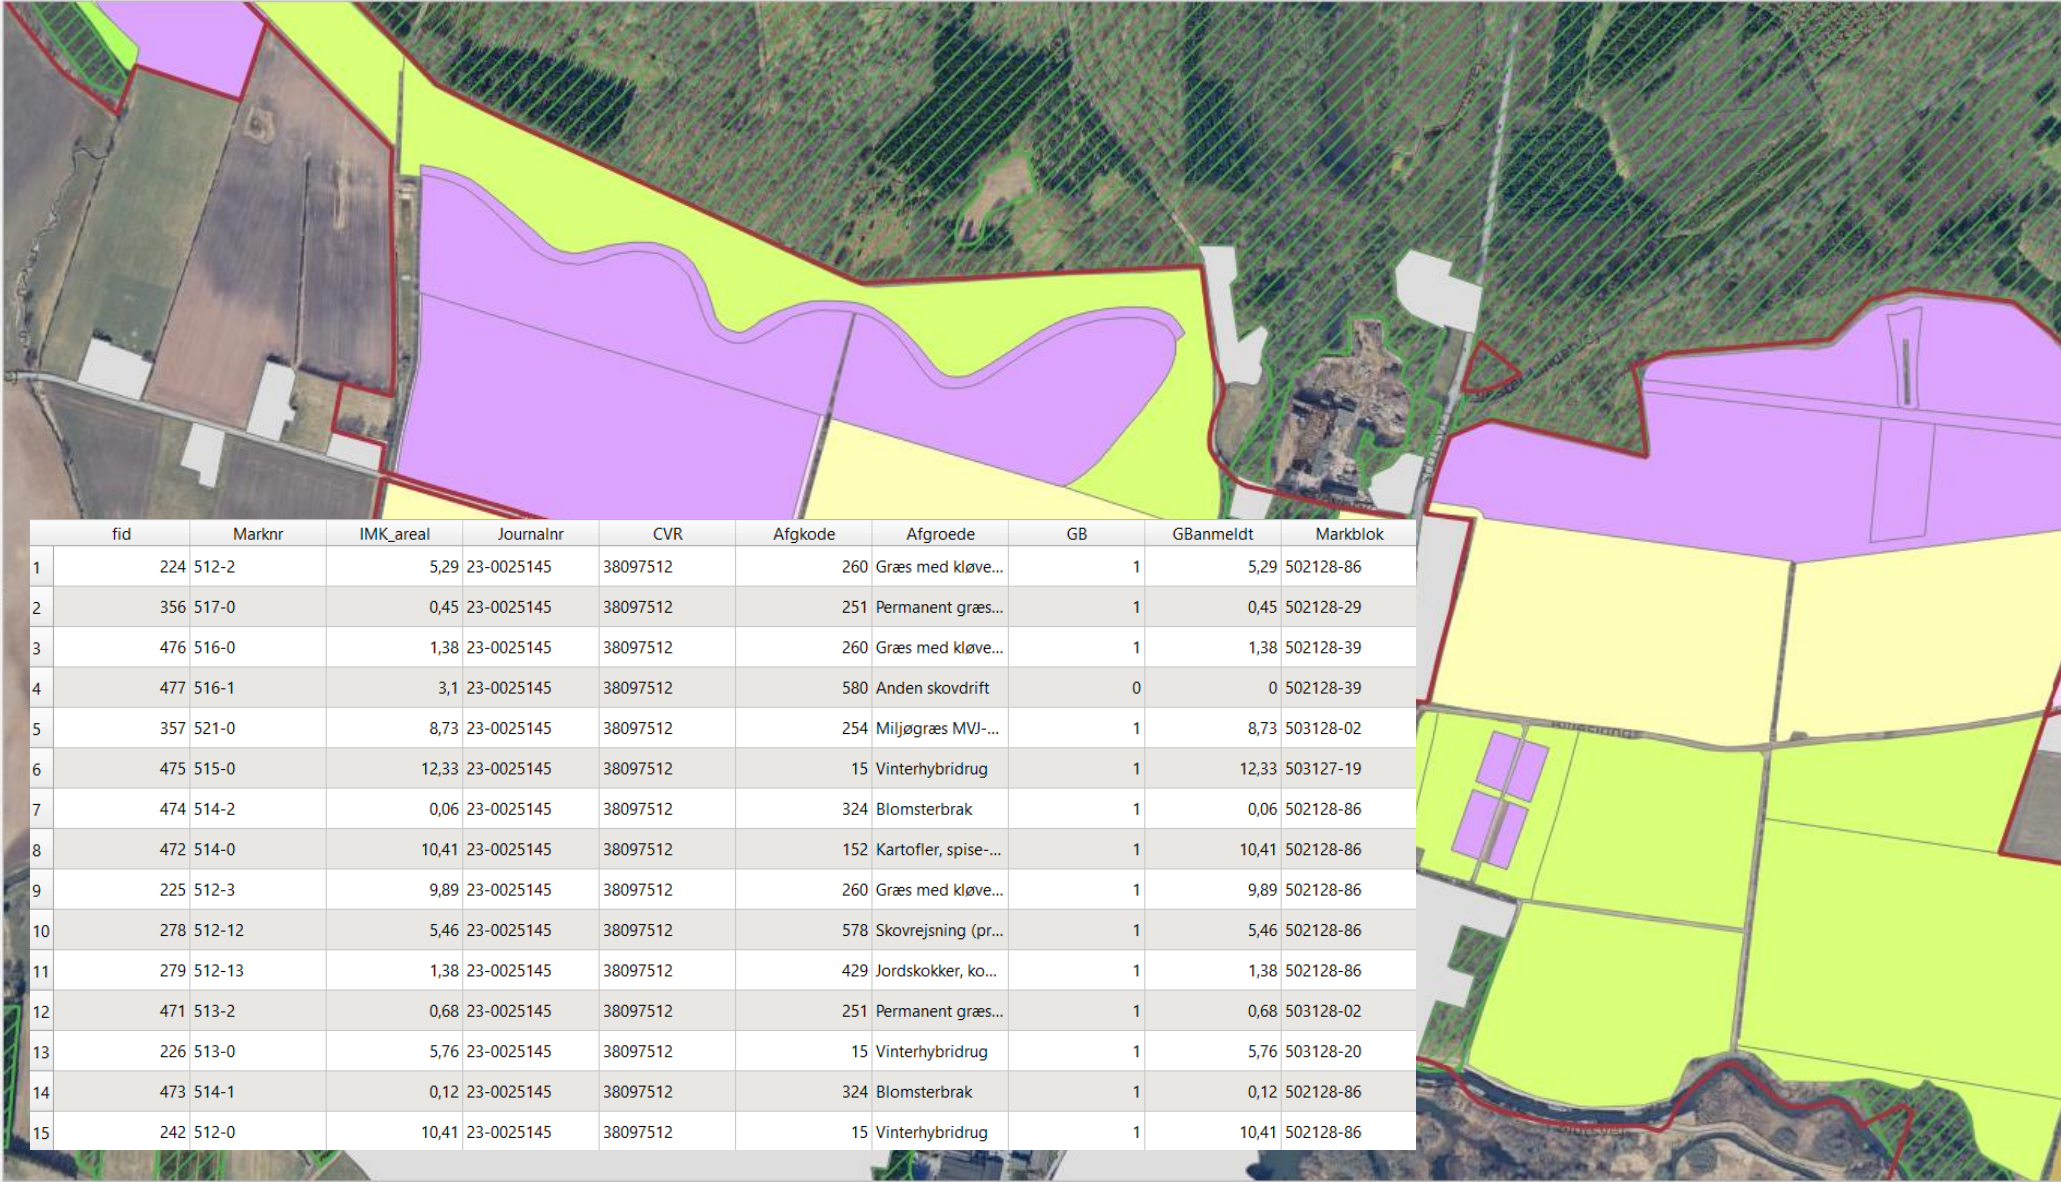 fid Marknr IMK_areal Journalnr CVR Afgkode Afgroede GB GBanmeldt Markblok
1 224 512-2 5,29 23-0025145 38097512 260 Græs med kløve... 1 5,29 502128-86
2 356 517-0 0,45 23-0025145 38097512 251 Permanent græs... 1 0,45 502128-29
3 476 516-0 1,38 23-0025145 38097512 260 Græs med kløve... 1 1,38 502128-39
4 477 516-1 3,1 23-0025145 38097512 580 Anden skovdrift 0 0 502128-39
5 357 521-0 8,73 23-0025145 38097512 254 Miljøgræs MVJ-... 1 8,73 503128-02
6 475 515-0 12,33 23-0025145 38097512 15 Vinterhybridrug 1 12,33 503127-19
7 474 514-2 0,06 23-0025145 38097512 324 Blomsterbrak 1 0,06 502128-86
8 472 514-0 10,41 23-0025145 38097512 152 Kartofler, spise-... 1 10,41 502128-86
9 225 512-3 9,89 23-0025145 38097512 260 Græs med kløve... 1 9,89 502128-86
10 278 512-12 5,46 23-0025145 38097512 578 Skovrejsning (pr... 1 5,46 502128-86
11 279 512-13 1,38 23-0025145 38097512 429 Jordskokker, ko... 1 1,38 502128-86
12 471 513-2 0,68 23-0025145 38097512 251 Permanent græs... 1 0,68 503128-02
13 226 513-0 5,76 23-0025145 38097512 15 Vinterhybridrug 1 5,76 503128-20
14 473 514-1 0,12 23-0025145 38097512 324 Blomsterbrak 1 0,12 502128-86
15 242 512-0 10,41 23-0025145 38097512 15 Vinterhybridrug 1 10,41 502128-86